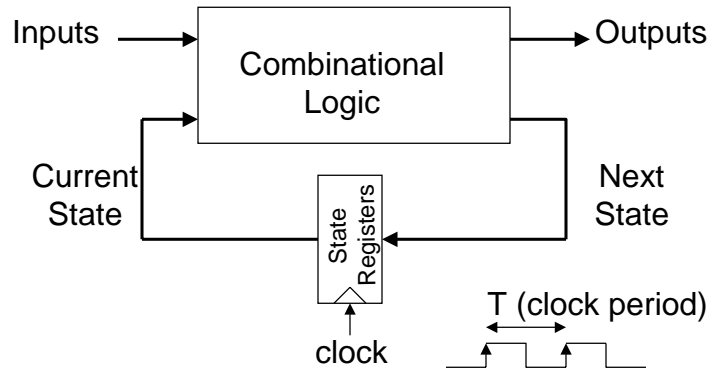 Inputs
Outputs
Combinational
Logic
Current
State
State
Registers
Next
State
T (clock period)
clock